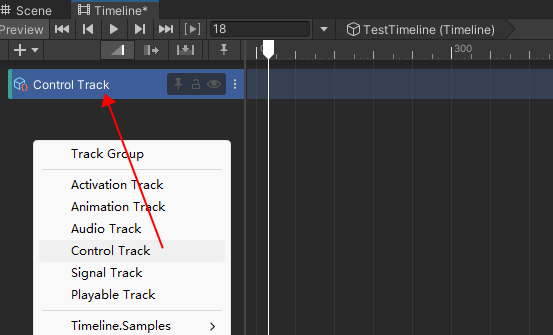 Scene Timeline*
Preview 18 TestTimeline (Timeline)
0 300
Control Track
Track Group
Activation Track
Animation Track
Audio Track
Control Track
Signal Track
Playable Track
Timeline.Samples